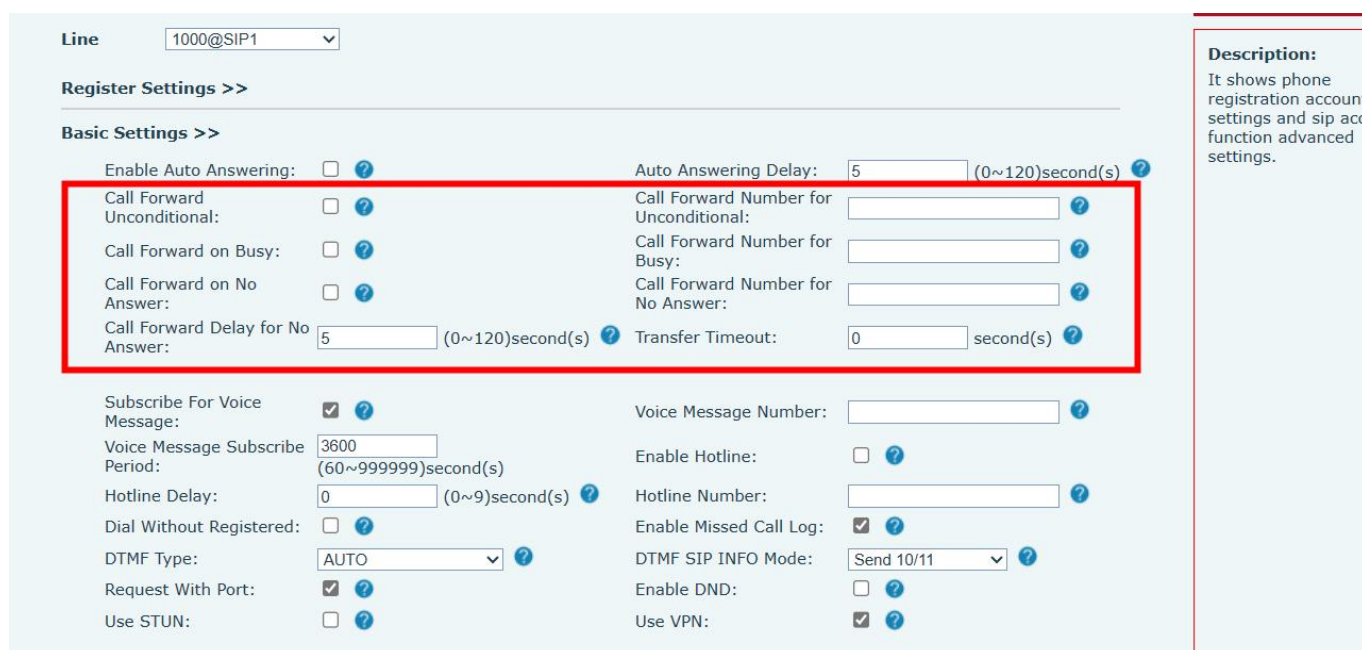 Line 1000@SIP1
Description:
It shows phone
registration accoun
settings and sip acc
function advanced
settings.
Register Settings >>
Basic Settings >>
Enable Auto Answering: Auto Answering Delay: 5 (0~120)second(s)
Call Forward Unconditional: Call Forward Number for Unconditional:
Call Forward on Busy: Call Forward Number for Busy:
Call Forward on No Answer: Call Forward Number for No Answer:
Call Forward Delay for No Answer: 5 (0~120)second(s) Transfer Timeout: 0 second(s)
Subscribe For Voice Message: Voice Message Number:
Voice Message Subscribe Period: 3600 (60~999999)second(s) Enable Hotline:
Hotline Delay: 0 (0~9)second(s) Hotline Number:
Dial Without Registered: Enable Missed Call Log:
DTMF Type: AUTO DTMF SIP INFO Mode: Send 10/11
Request With Port: Enable DND:
Use STUN: Use VPN: